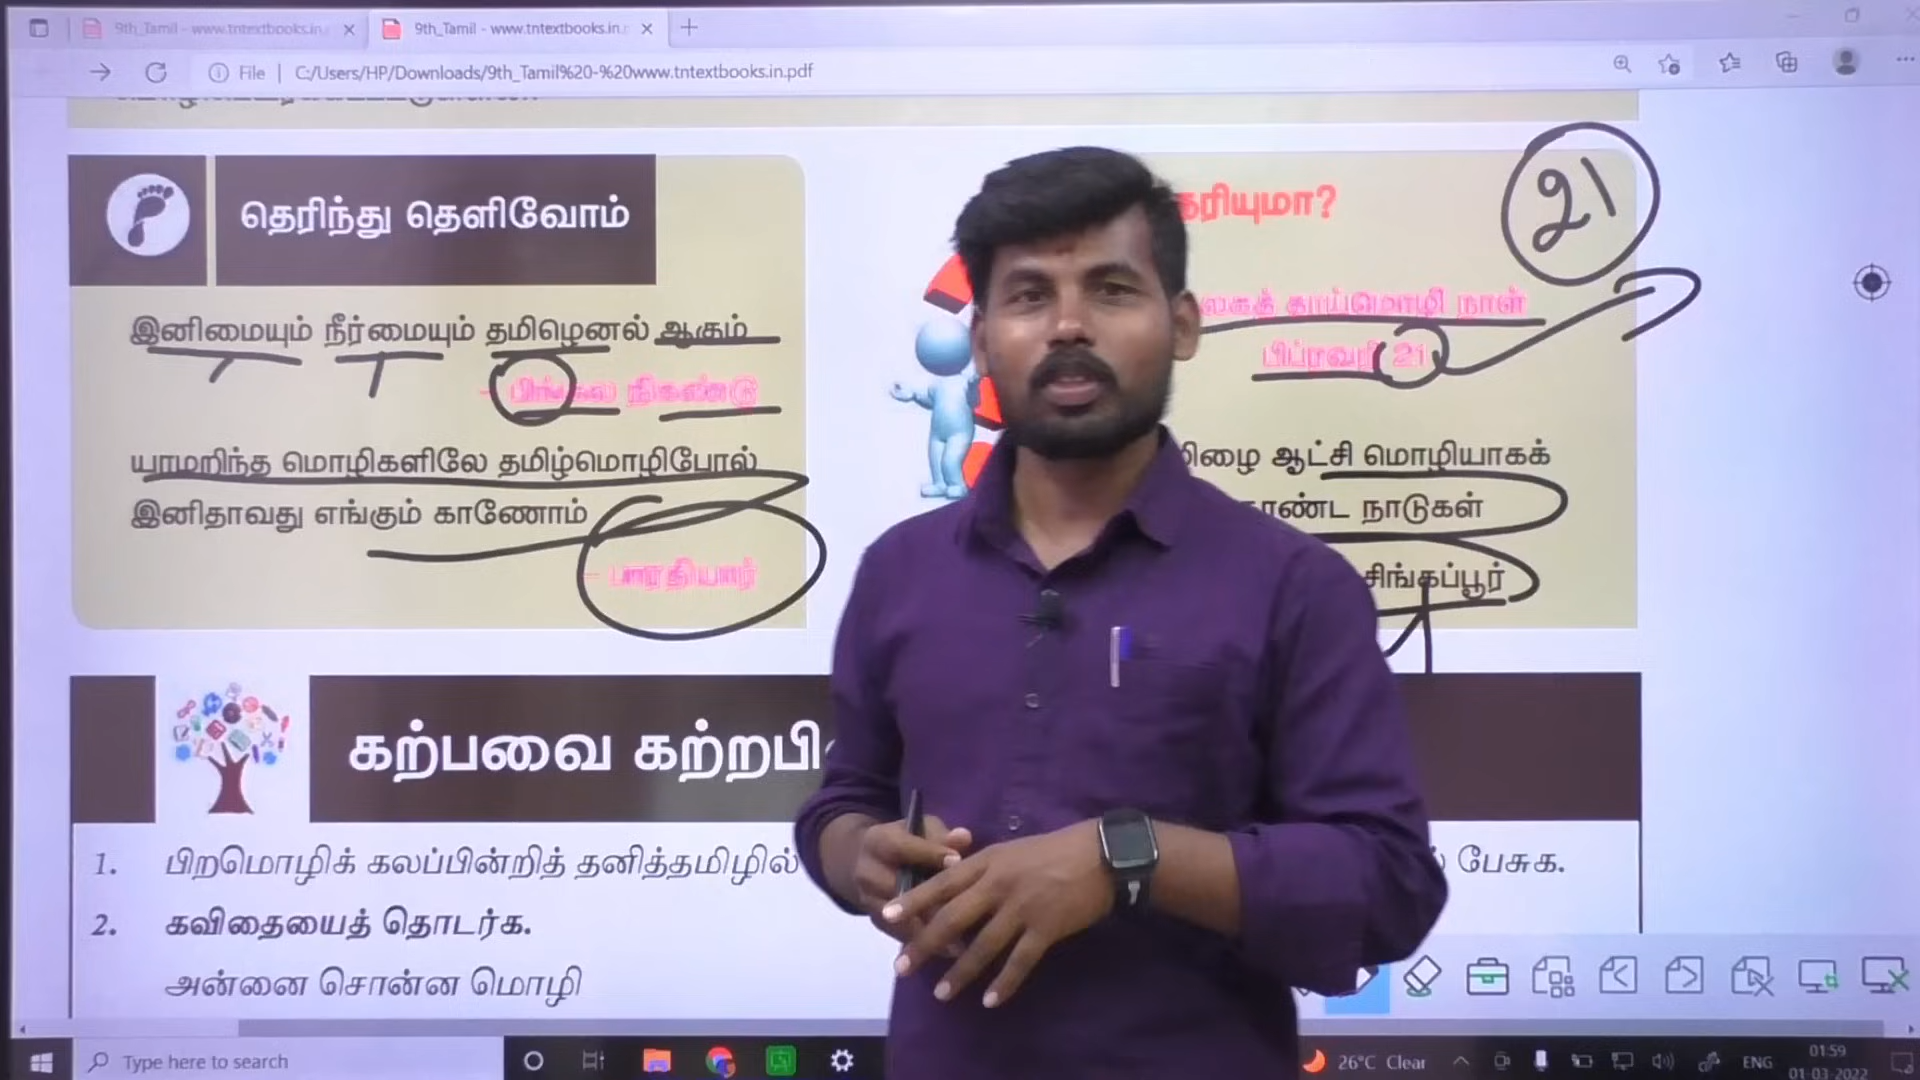 9th_Tamil - www.tntextbooks.in
9th_Tamil - www.tntextbooks.in
File | C:/Users/HP/Downloads/9th_Tamil%20-%20www.tntextbooks.in.pdf
தெரிந்து தெளிவோம்
இனிமையும் நீர்மையும் தமிழெனல் ஆகும்
- பிங்கல நிகண்டு
யாமறிந்த மொழிகளிலே தமிழ்மொழிபோல்
இனிதாவது எங்கும் காணோம்
- பாரதியார்
21
தாய்மொழி நாள்
பிப்ரவரி 21
ஆட்சி மொழியாகக்
நாடுகள்
சிங்கப்பூர்
கற்பவை
1. பிறமொழிக் கலப்பின்றித் தனித்தமிழில் பேசுக.
2. கவிதையைத் தொடர்க.
அன்னை சொன்ன மொழி
Type here to search
26°C Clear
ENG
01:59
01-03-2022